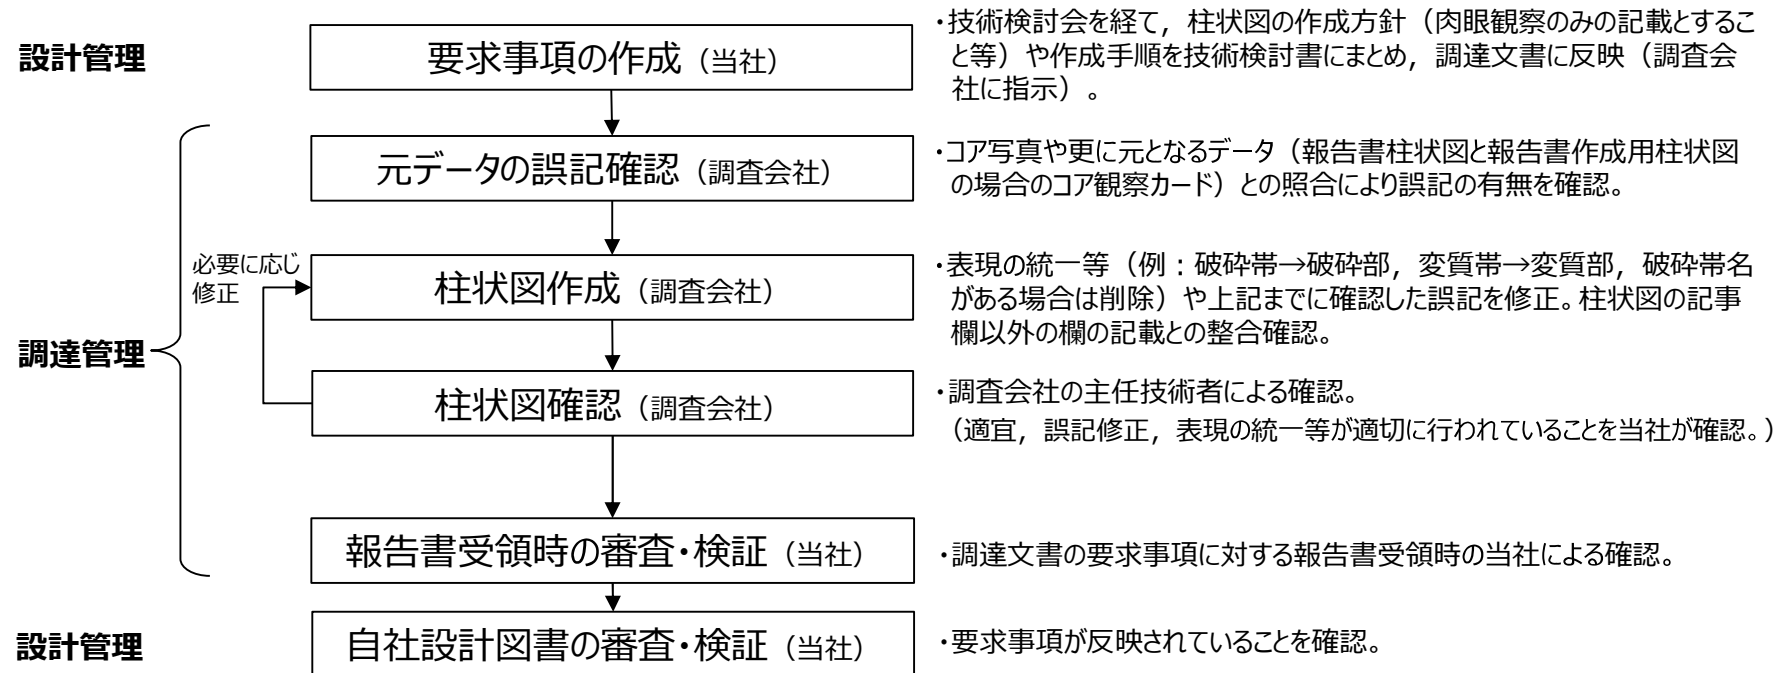 設計管理
要求事項の作成（当社）
・技術検討会を経て，柱状図の作成方針（肉眼観察のみの記載とするこ
と等）や作成手順を技術検討書にまとめ，調達文書に反映（調査会
社に指示）。
調達管理
元データの誤記確認（調査会社）
・コア写真や更に元となるデータ（報告書柱状図と報告書作成用柱状図
の場合のコア観察カード）との照合により誤記の有無を確認。
必要に応じ
修正
柱状図作成（調査会社）
・表現の統一等（例：破砕帯→破砕部，変質帯→変質部，破砕帯名
がある場合は削除）や上記までに確認した誤記を修正。柱状図の記事
欄以外の欄の記載との整合確認。
柱状図確認（調査会社）
・調査会社の主任技術者による確認。
（適宜，誤記修正，表現の統一等が適切に行われていることを当社が確認。）
報告書受領時の審査・検証（当社）
・調達文書の要求事項に対する報告書受領時の当社による確認。
設計管理
自社設計図書の審査・検証（当社）
・要求事項が反映されていることを確認。